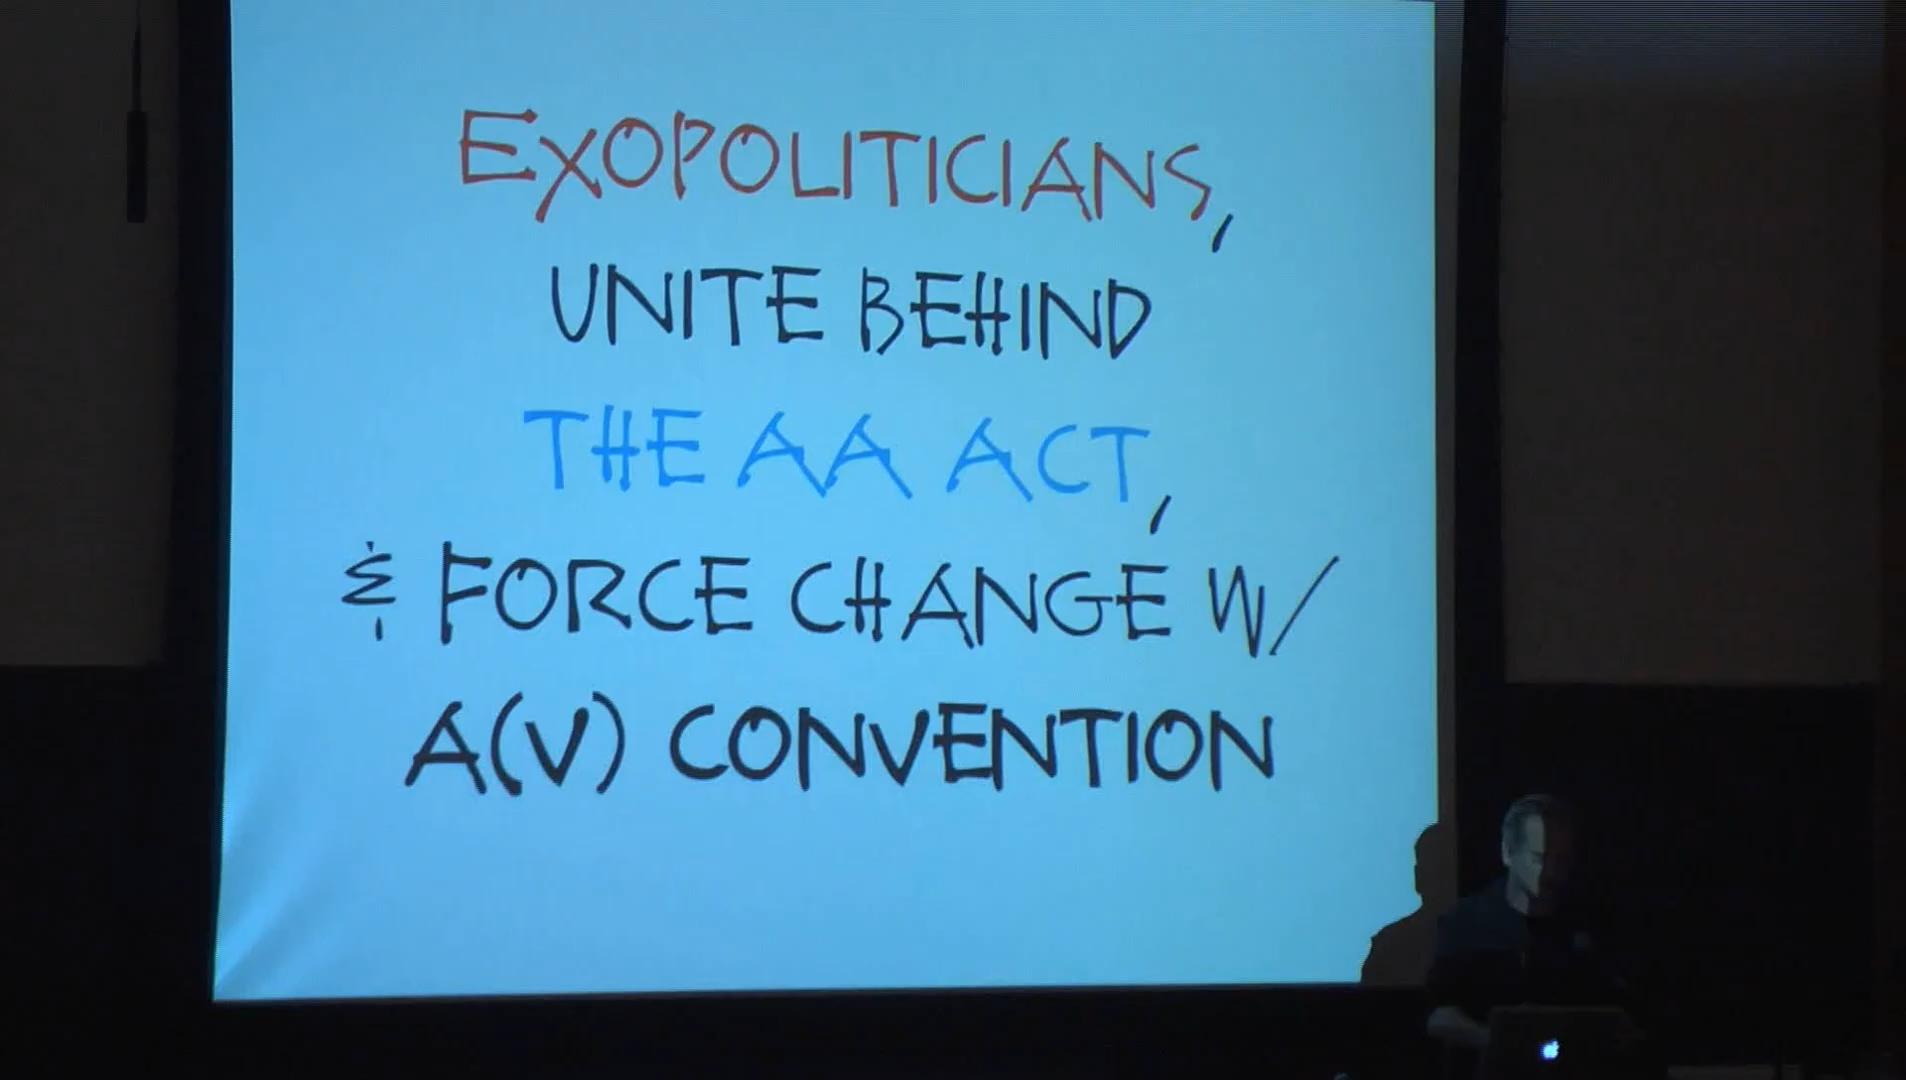 EXOPOLITICIANS,
UNITE BEHIND
THE AA ACT,
& FORCE CHANGE W/
A(V) CONVENTION